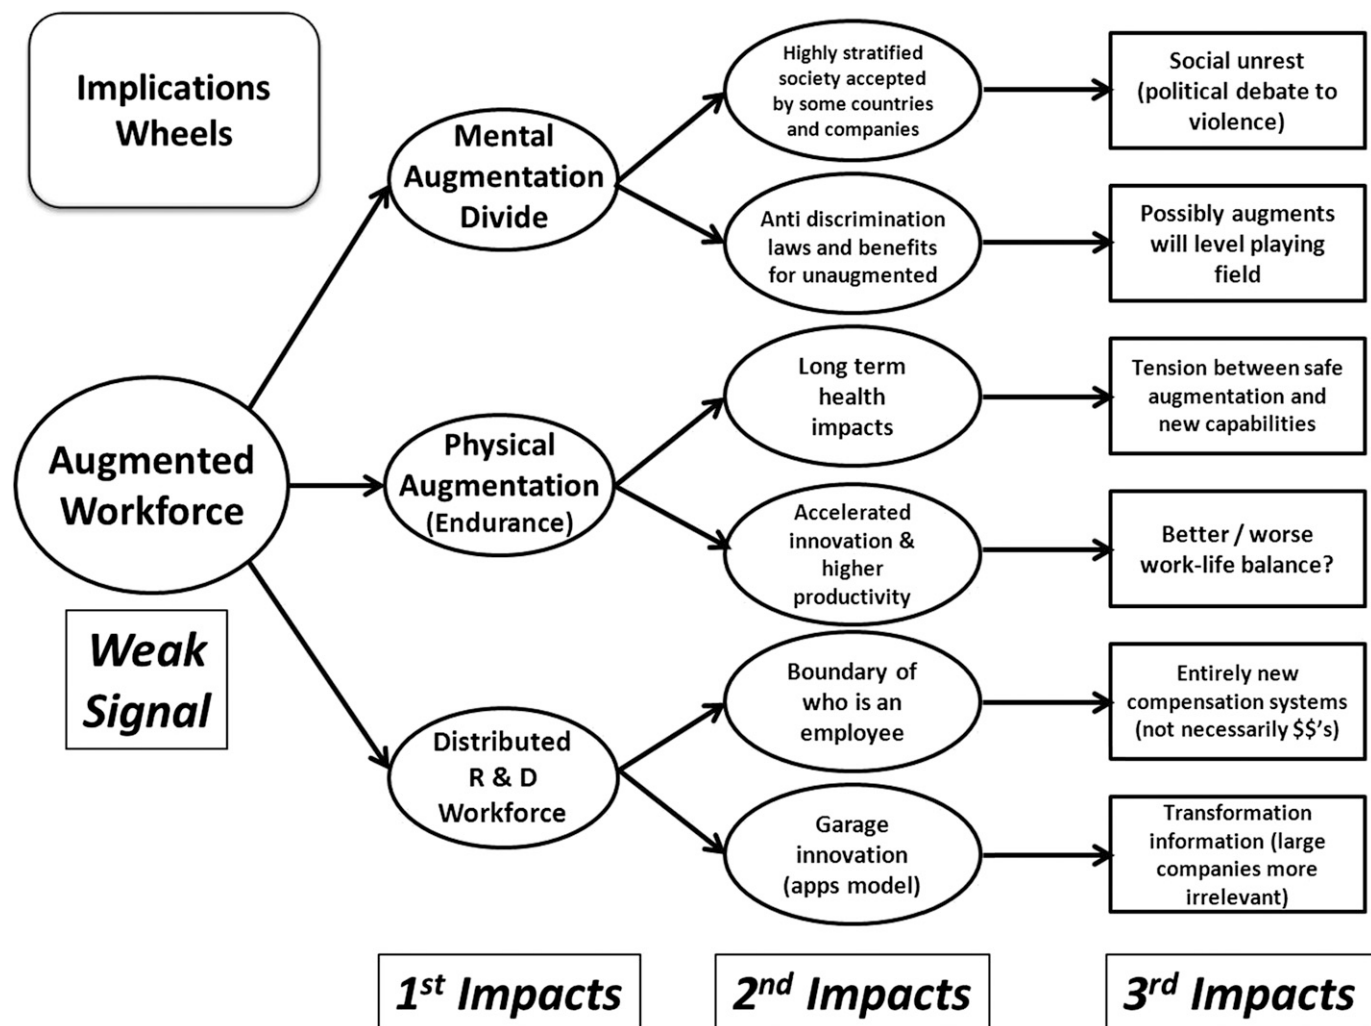 Implications
Wheels
Augmented
Workforce
Weak
Signal
Mental
Augmentation
Divide
Physical
Augmentation
(Endurance)
Distributed
R & D
Workforce
1st Impacts
Highly stratified
society accepted
by some countries
and companies
Anti discrimination
laws and benefits
for unaugmented
Long term
health
impacts
Accelerated
innovation &
higher
productivity
Boundary of
who is an
employee
Garage
innovation
(apps model)
2nd Impacts
Social unrest
(political debate to
violence)
Possibly augments
will level playing
field
Tension between safe
augmentation and
new capabilities
Better / worse
work-life balance?
Entirely new
compensation systems
(not necessarily $$'s)
Transformation
information (large
companies more
irrelevant)
3rd Impacts